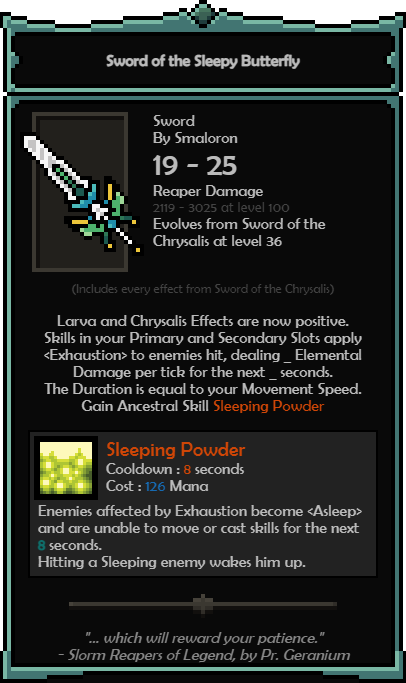 Sword of the Sleepy Butterfly
Sword
By Smaloron
19 - 25
Reaper Damage
2119 - 3025 at level 100
Evolves from Sword of the
Chrysalis at level 36
(Includes every effect from Sword of the Chrysalis)
Larva and Chrysalis Effects are now positive.
Skills in your Primary and Secondary Slots apply
<Exhaustion> to enemies hit, dealing _ Elemental
Damage per tick for the next _ seconds.
The Duration is equal to your Movement Speed.
Gain Ancestral Skill Sleeping Powder
Sleeping Powder
Cooldown : 8 seconds
Cost : 126 Mana
Enemies affected by Exhaustion become <Asleep>
and are unable to move or cast skills for the next
8 seconds.
Hitting a Sleeping enemy wakes him up.
"... which will reward your patience."
- Slorm Reapers of Legend, by Pr. Geranium